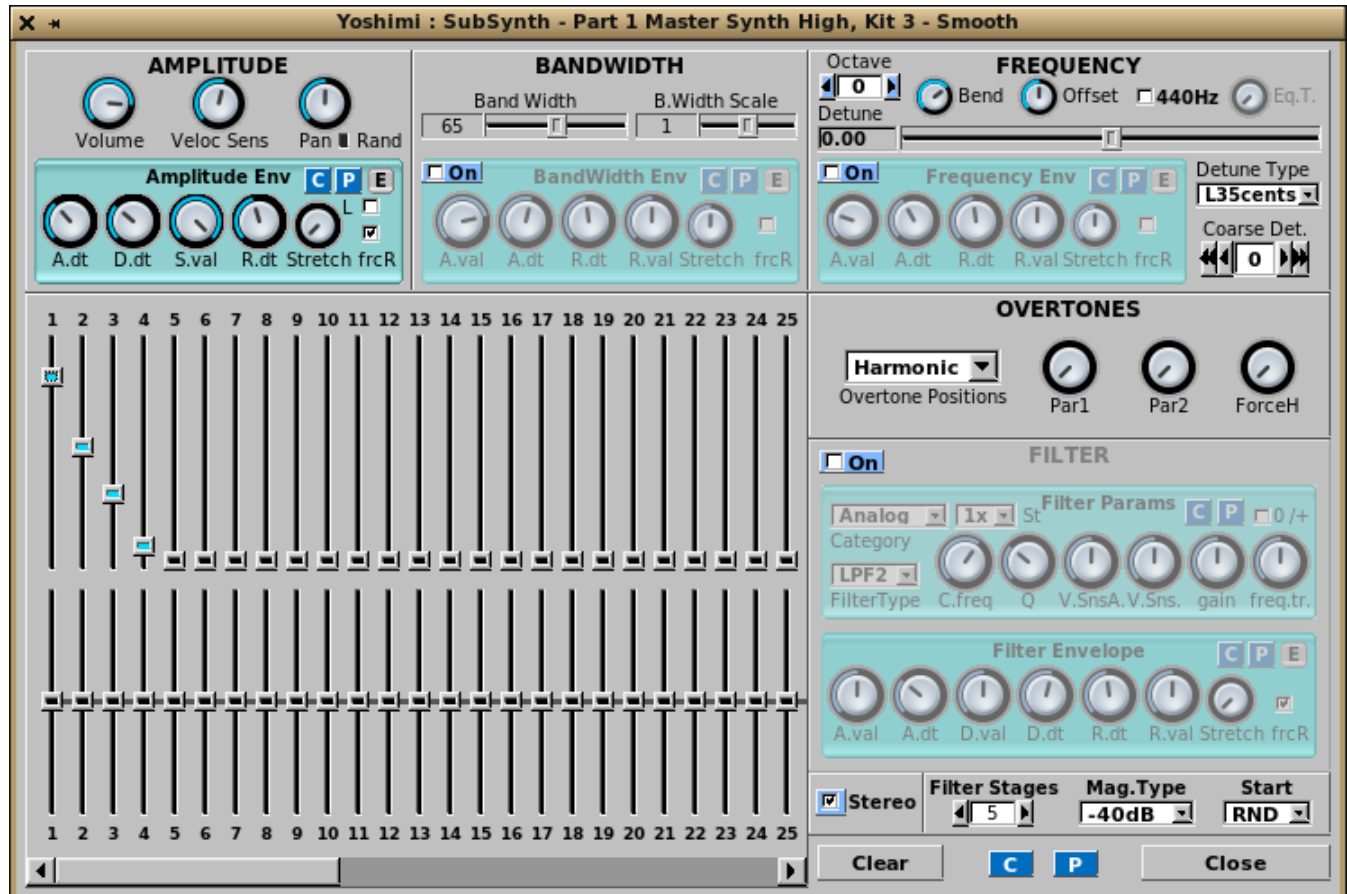 Yoshimi : SubSynth - Part 1 Master Synth High, Kit 3 - Smooth
AMPLITUDE
Volume Veloc Sens Pan Rand
Amplitude Env C P E
L
A.dt D.dt S.val R.dt Stretch frcR
BANDWIDTH
Band Width B.Width Scale
65 1
On BandWidth Env C P E
A.val A.dt R.dt R.val Stretch frcR
Octave FREQUENCY
0 Bend Offset 440Hz Eq.T.
Detune
0.00
On Frequency Env C P E
A.val A.dt R.dt R.val Stretch frcR
Detune Type
L35cents
Coarse Det.
0
1 2 3 4 5 6 7 8 9 10 11 12 13 14 15 16 17 18 19 20 21 22 23 24 25
1 2 3 4 5 6 7 8 9 10 11 12 13 14 15 16 17 18 19 20 21 22 23 24 25
OVERTONES
Harmonic
Overtone Positions Par1 Par2 ForceH
On FILTER
Analog 1x St Filter Params C P 0 /+
Category
LPF2
FilterType C.freq Q V.SnsA. V.Sns. gain freq.tr.
Filter Envelope C P E
A.val A.dt D.val D.dt R.dt R.val Stretch frcR
Stereo Filter Stages Mag.Type Start
5 -40dB RND
Clear C P Close